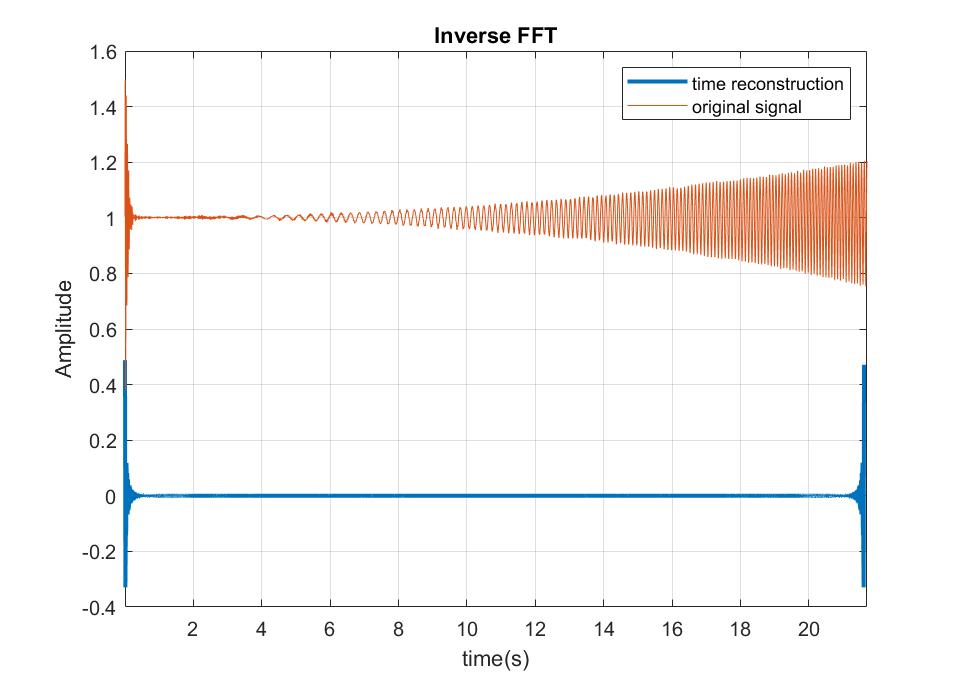 Inverse FFT
time reconstruction
original signal
Amplitude
1.6
1.4
1.2
1
0.8
0.6
0.4
0.2
0
-0.2
-0.4
2 4 6 8 10 12 14 16 18 20
time(s)